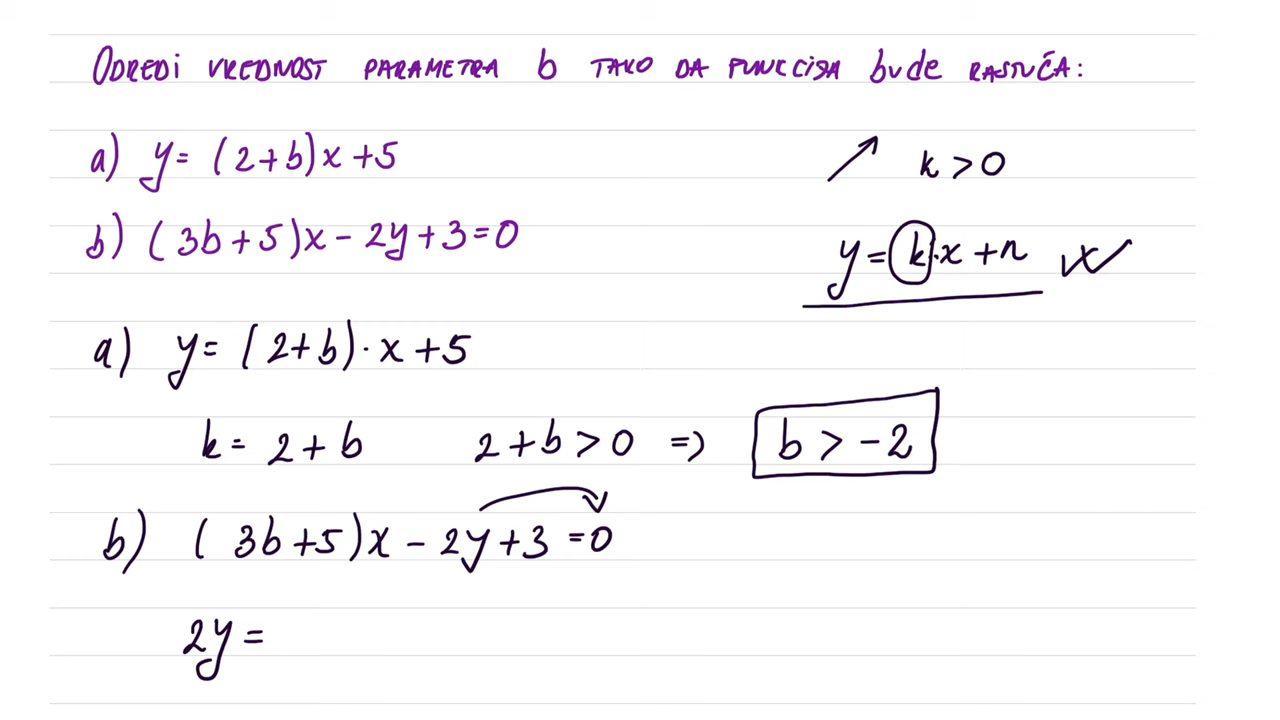 ODREDI VREDNOST PARAMETRA b TAKO DA FUNKCIJA bude RASTUĆA:
a) y = (2+b)x+5
k > 0
b) (3b+5)x - 2y + 3 = 0
y = k·x + n
a) y = (2+b)·x + 5
k = 2 + b 2 + b > 0 => b > -2
b) (3b+5)x - 2y + 3 = 0
2y =